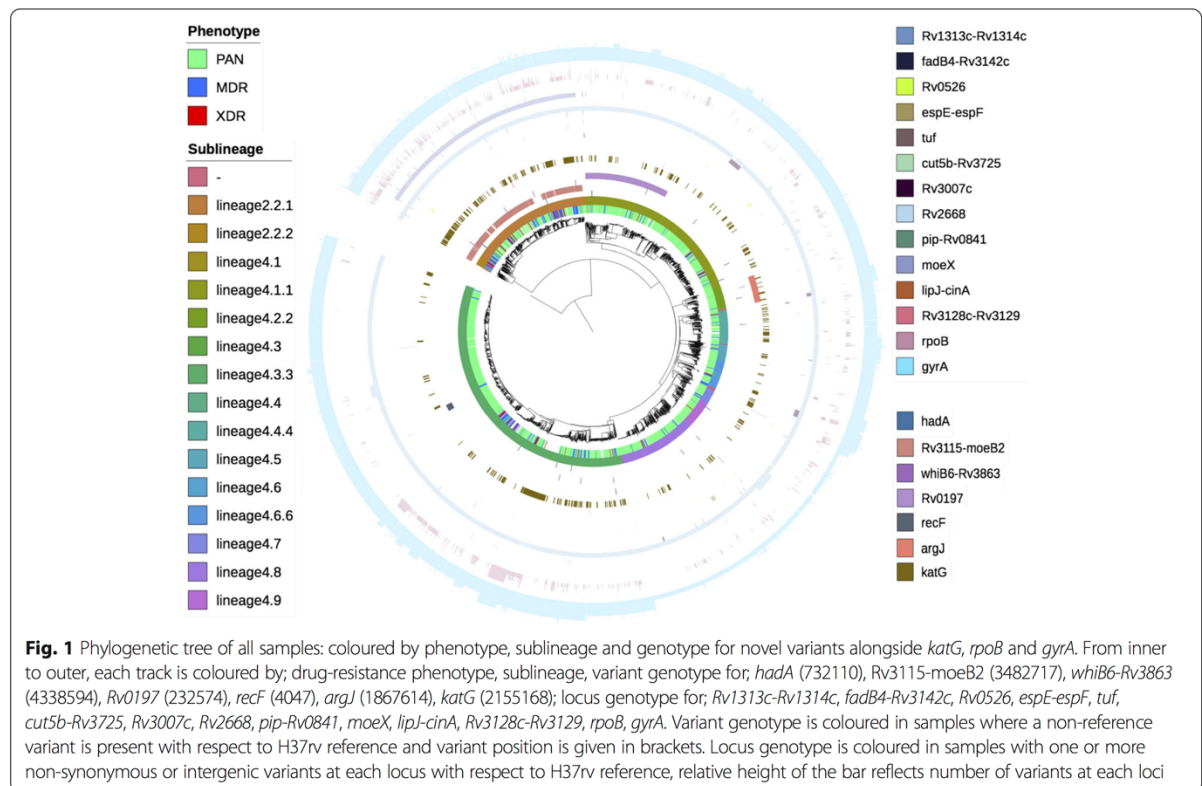 Phenotype
PAN
MDR
XDR
Sublineage
-
lineage2.2.1
lineage2.2.2
lineage4.1
lineage4.1.1
lineage4.2.2
lineage4.3
lineage4.3.3
lineage4.4
lineage4.4.4
lineage4.5
lineage4.6
lineage4.6.6
lineage4.7
lineage4.8
lineage4.9
Rv1313c-Rv1314c
fadB4-Rv3142c
Rv0526
espE-espF
tuf
cut5b-Rv3725
Rv3007c
Rv2668
pip-Rv0841
moeX
lipJ-cinA
Rv3128c-Rv3129
rpoB
gyrA
hadA
Rv3115-moeB2
whiB6-Rv3863
Rv0197
recF
argJ
katG
Fig. 1 Phylogenetic tree of all samples: coloured by phenotype, sublineage and genotype for novel variants alongside katG, rpoB and gyrA. From inner
to outer, each track is coloured by; drug-resistance phenotype, sublineage, variant genotype for; hadA (732110), Rv3115-moeB2 (3482717), whiB6-Rv3863
(4338594), Rv0197 (232574), recF (4047), argJ (1867614), katG (2155168); locus genotype for; Rv1313c-Rv1314c, fadB4-Rv3142c, Rv0526, espE-espF, tuf,
cut5b-Rv3725, Rv3007c, Rv2668, pip-Rv0841, moeX, lipJ-cinA, Rv3128c-Rv3129, rpoB, gyrA. Variant genotype is coloured in samples where a non-reference
variant is present with respect to H37rv reference and variant position is given in brackets. Locus genotype is coloured in samples with one or more
non-synonymous or intergenic variants at each locus with respect to H37rv reference, relative height of the bar reflects number of variants at each loci